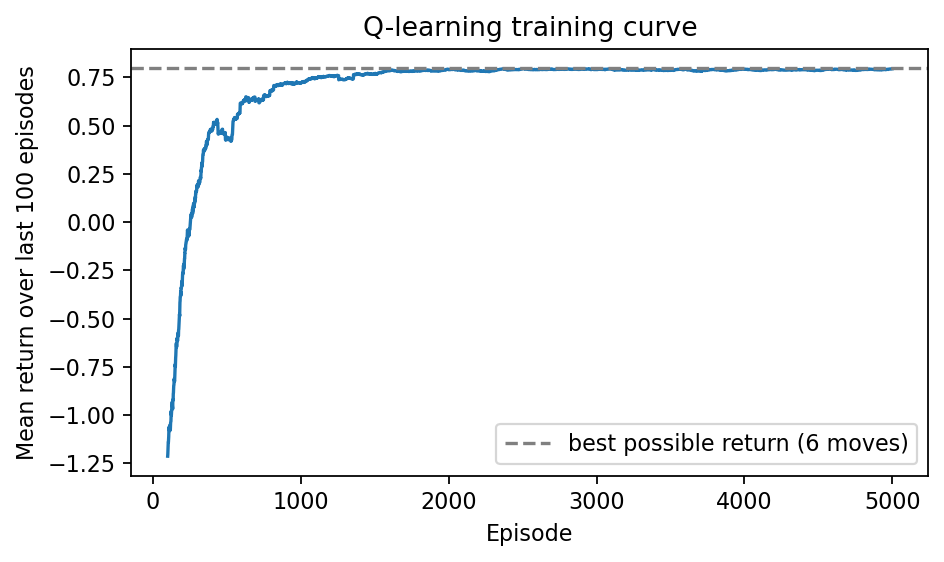 Q-learning training curve
Mean return over last 100 episodes
0.75
0.50
0.25
0.00
−0.25
−0.50
−0.75
−1.00
−1.25
best possible return (6 moves)
0 1000 2000 3000 4000 5000
Episode